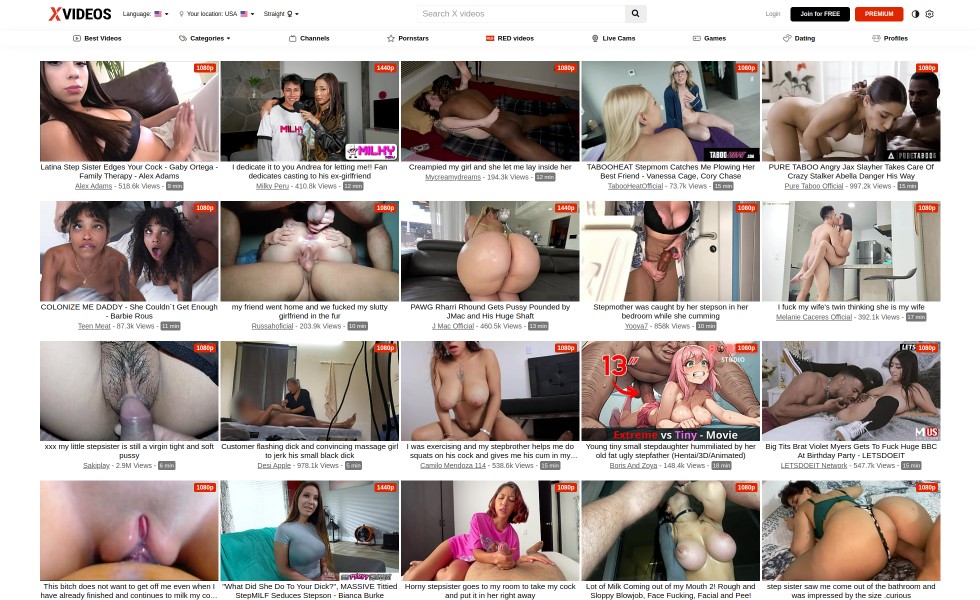 XVIDEOS
Language:
Your location: USA
Straight
Search X videos
Login
Join for FREE
PREMIUM
Best Videos
Categories
Channels
Pornstars
RED videos
Live Cams
Games
Dating
Profiles
1080p
Latina Step Sister Edges Your Cock - Gaby Ortega -
Family Therapy - Alex Adams
Alex Adams - 518.6k Views - 9 min
1440p
MILKY
I dedicate it to you Andrea for letting me!! Fan
dedicates casting to his ex-girlfriend
Milky Peru - 410.8k Views - 12 min
1080p
Creampied my girl and she let me lay inside her
Mycreamydreams - 194.3k Views - 12 min
1080p
TABOOHEAT Stepmom Catches Me Plowing Her
Best Friend - Vanessa Cage, Cory Chase
TabooHeatOfficial - 73.7k Views - 15 min
1080p
PURETABOO
PURE TABOO Angry Jax Slayher Takes Care Of
Crazy Stalker Abella Danger His Way
Pure Taboo Official - 997.2k Views - 15 min
1080p
COLONIZE ME DADDY - She Couldn´t Get Enough
- Barbie Rous
Teen Meat - 87.3k Views - 11 min
1080p
my friend went home and we fucked my slutty
girlfriend in the fur
Russahoficial - 203.9k Views - 10 min
1440p
PAWG Rharri Rhound Gets Pussy Pounded by
JMac and His Huge Shaft
J Mac Official - 460.5k Views - 13 min
1080p
Stepmother was caught by her stepson in her
bedroom while she cumming
Yoova7 - 858k Views - 10 min
1080p
I fuck my wife's twin thinking she is my wife
Melanie Caceres Official - 392.1k Views - 17 min
1080p
xxx my little stepsister is still a virgin tight and soft
pussy
Sakiplay - 2.9M Views - 6 min
1080p
Customer flashing dick and convincing massage girl
to jerk his small black dick
Desi Apple - 978.1k Views - 5 min
1080p
I was exercising and my stepbrother helps me do
squats on his cock and gives me his cum in my...
Camilo Mendoza 114 - 538.6k Views - 15 min
1080p
STUDIO
13"
Extreme vs Tiny - Movie
Young tiny small stepdaughter hummiliated by her
old fat ugly stepfather (Hentai/3D/Animated)
Boris And Zoya - 148.4k Views - 18 min
LETS
1080p
MUS
Big Tits Brat Violet Myers Gets To Fuck Huge BBC
At Birthday Party - LETSDOEIT
LETSDOEIT Network - 547.7k Views - 15 min
1080p
This bitch does not want to get off me even when I
have already finished and continues to milk my co...
1440p
"What Did She Do To Your Dick?", MASSIVE Tittied
StepMILF Seduces Stepson - Bianca Burke
1080p
Horny stepsister goes to my room to take my cock
and put it in her right away
1080p
Lot of Milk Coming out of my Mouth 2! Rough and
Sloppy Blowjob, Face Fucking, Facial and Pee!
1080p
step sister saw me come out of the bathroom and
was impressed by the size .curious